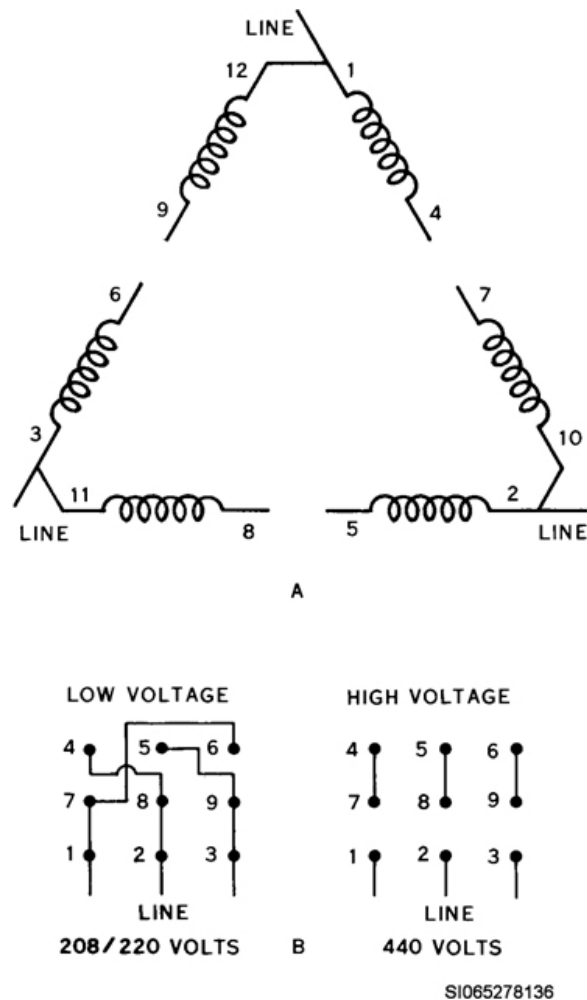 LINE
12 1
9 4
6 7
3 10
11 2
LINE 8 5 LINE
A
LOW VOLTAGE HIGH VOLTAGE
4 5 6 4 5 6
7 8 9 7 8 9
1 2 3 1 2 3
LINE LINE
208/220 VOLTS B 440 VOLTS
SI065278136